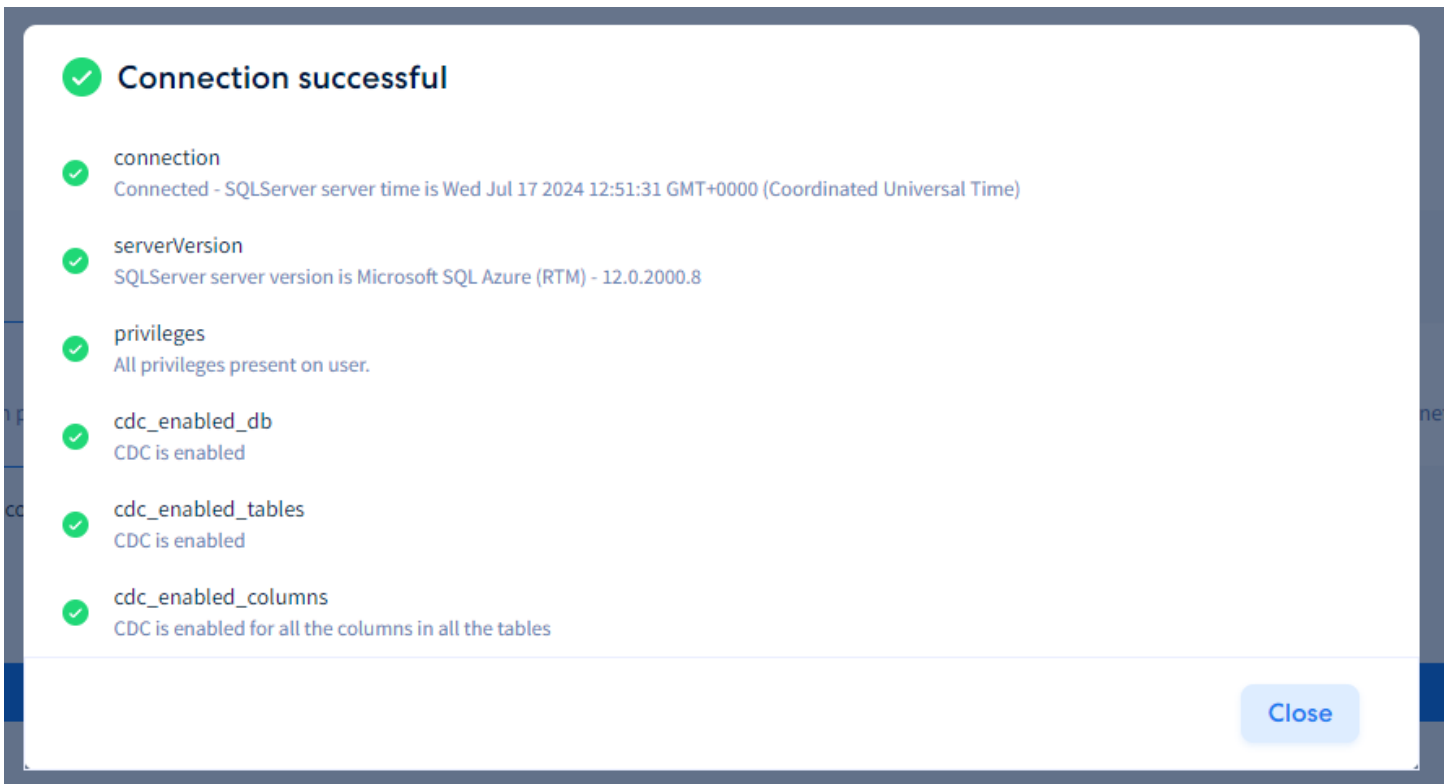 Connection successful
connection
Connected - SQLServer server time is Wed Jul 17 2024 12:51:31 GMT+0000 (Coordinated Universal Time)
serverVersion
SQLServer server version is Microsoft SQL Azure (RTM) - 12.0.2000.8
privileges
All privileges present on user.
cdc_enabled_db
CDC is enabled
cdc_enabled_tables
CDC is enabled
cdc_enabled_columns
CDC is enabled for all the columns in all the tables
Close